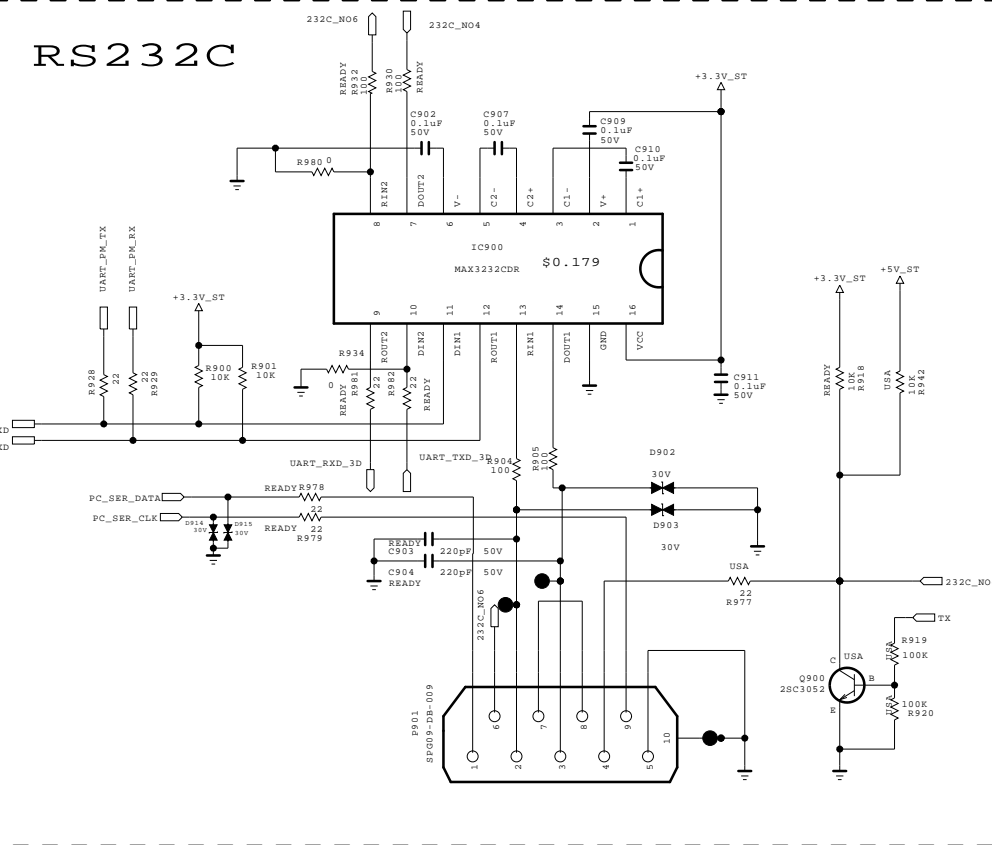 RS232C
232C_NO6
232C_NO4
READY
R932
100
R930
100
READY
+3.3V_ST
C902
0.1uF
50V
C907
0.1uF
50V
C909
0.1uF
50V
C910
0.1uF
50V
R980 0
RIN2
DOUT2
V-
C2-
C2+
C1-
V+
C1+
8
7
6
5
4
3
2
1
IC900
MAX3232CDR
$0.179
9
10
11
12
13
14
15
16
ROUT2
DIN2
DIN1
ROUT1
RIN1
DOUT1
GND
VCC
UART_PM_TX
UART_PM_RX
+3.3V_ST
R928
22
22
R929
R900
10K
R901
10K
R934
0
READY
R981
22
R982
22
READY
C911
0.1uF
50V
+3.3V_ST
+5V_ST
READY
10K
R918
USA
10K
R942
XD
XD
UART_RXD_3D
UART_TXD_3D
R904
100
R905
100
D902
30V
D903
30V
PC_SER_DATA
PC_SER_CLK
READY
R978
22
READY
22
R979
D914
30V
D915
30V
READY
C903
220pF
50V
C904
220pF
50V
READY
232C_NO6
USA
22
R977
232C_NO
TX
USA
R919
100K
C
USA
Q900
2SC3052
B
E
USA
100K
R920
P901
SPG09-DB-009
6
7
8
9
10
1
2
3
4
5